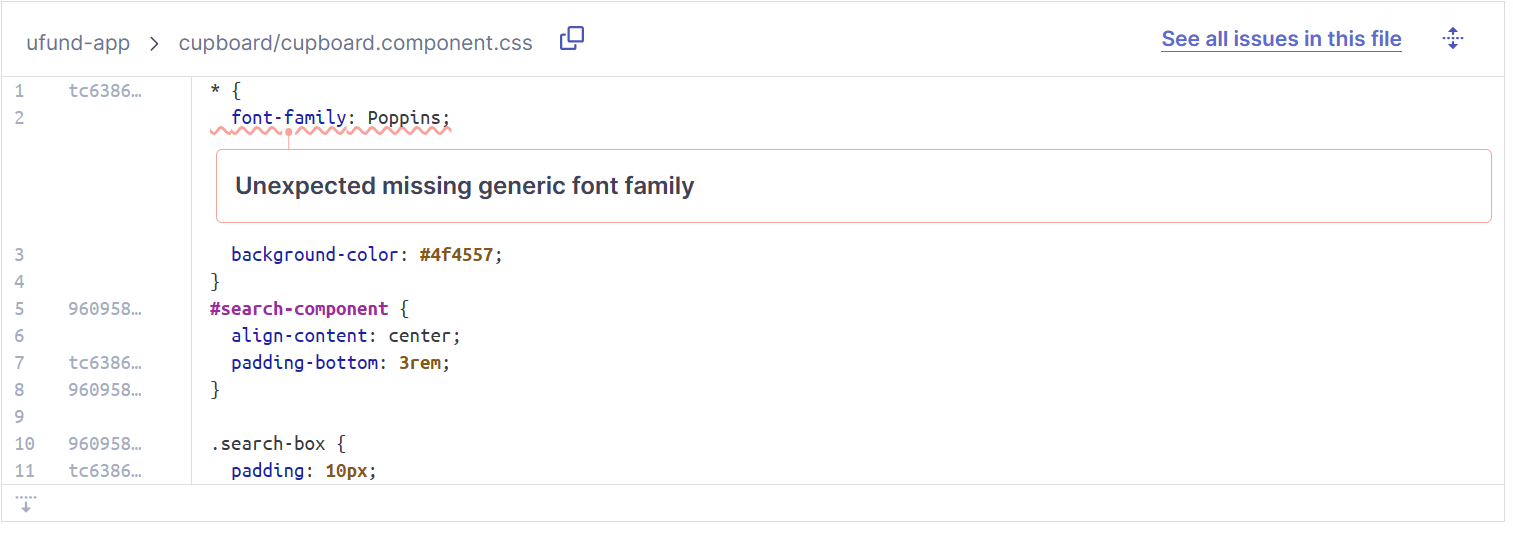 ufund-app > cupboard/cupboard.component.css See all issues in this file
1 tc6386… * {
2 font-family: Poppins;
Unexpected missing generic font family
3 background-color: #4f4557;
4 }
5 960958… #search-component {
6 align-content: center;
7 tc6386… padding-bottom: 3rem;
8 960958… }
9
10 960958… .search-box {
11 tc6386… padding: 10px;